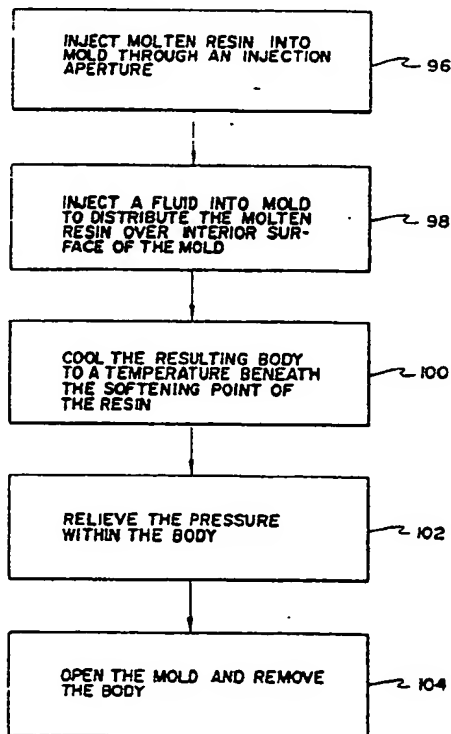 INJECT MOLTEN RESIN INTO
MOLD THROUGH AN INJECTION
APERTURE
96
INJECT A FLUID INTO MOLD
TO DISTRIBUTE THE MOLTEN
RESIN OVER INTERIOR SUR-
FACE OF THE MOLD
98
COOL THE RESULTING BODY
TO A TEMPERATURE BENEATH
THE SOFTENING POINT OF
THE RESIN
100
RELIEVE THE PRESSURE
WITHIN THE BODY
102
OPEN THE MOLD AND REMOVE
THE BODY
104